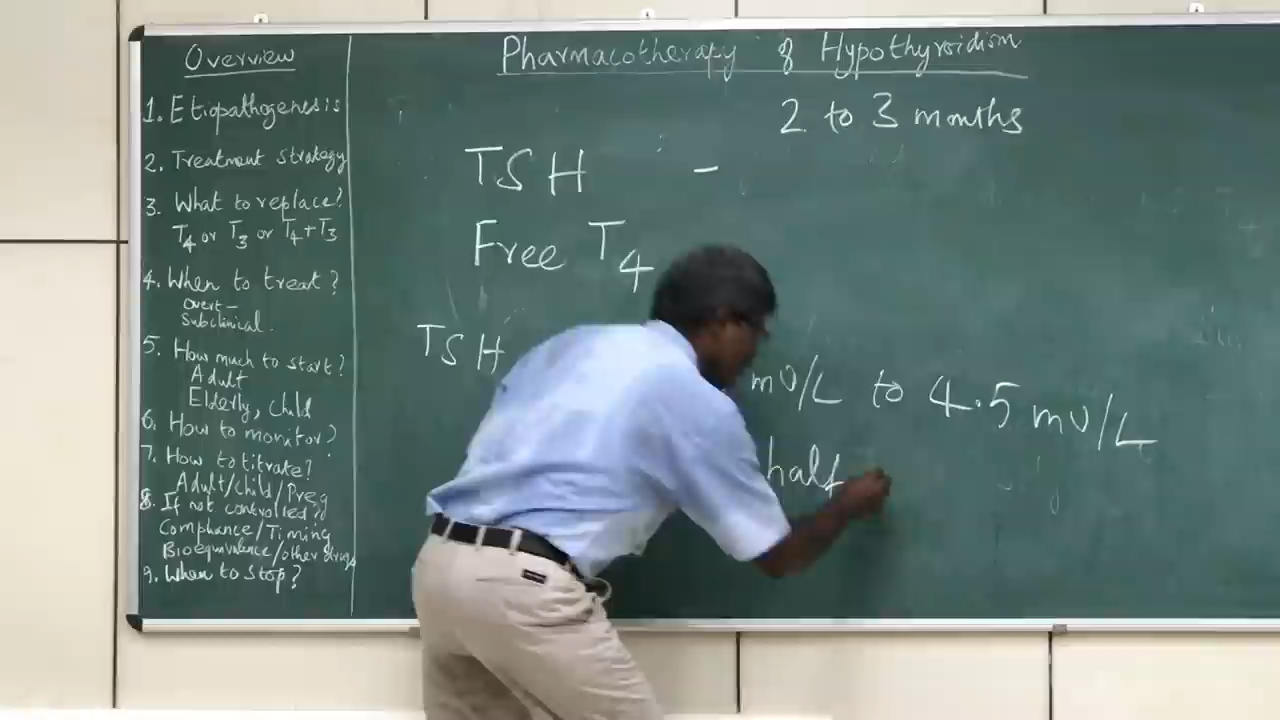 Overview
1. Etiopathogenesis
2. Treatment strategy
3. What to replace?
T4 or T3 or T4+T3
4. When to treat?
Overt -
Subclinical.
5. How much to start?
Adult
Elderly, child
6. How to monitor?
7. How to titrate?
Adult/child/Preg
8. If not controlled?
Compliance/Timing
Bioequivalence/other drugs
9. When to stop?
Pharmacotherapy of Hypothyroidism
2 to 3 months
TSH -
Free T4
TSH
mU/L to 4.5 mU/L
half